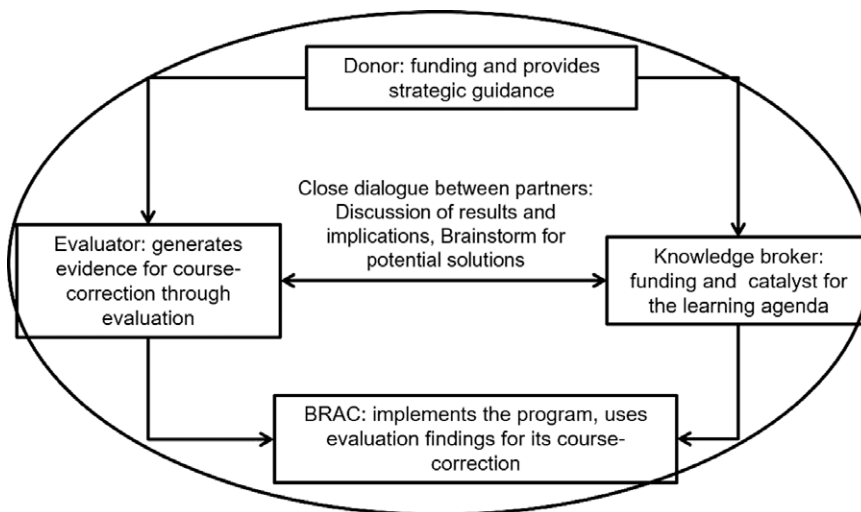 Donor: funding and provides
strategic guidance
Close dialogue between partners:
Discussion of results and
implications, Brainstorm for
potential solutions
Evaluator: generates
evidence for course-
correction through
evaluation
Knowledge broker:
funding and catalyst for
the learning agenda
BRAC: implements the program, uses
evaluation findings for its course-
correction